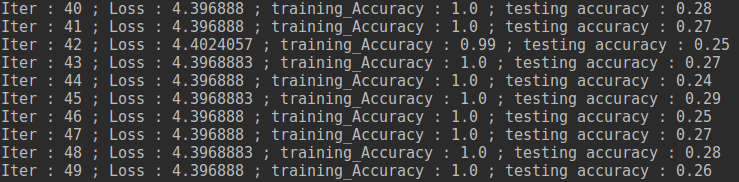 Iter : 40 ; Loss : 4.396888 ; training_Accuracy : 1.0 ; testing accuracy : 0.28
Iter : 41 ; Loss : 4.396888 ; training_Accuracy : 1.0 ; testing accuracy : 0.27
Iter : 42 ; Loss : 4.4024057 ; training_Accuracy : 0.99 ; testing accuracy : 0.25
Iter : 43 ; Loss : 4.3968883 ; training_Accuracy : 1.0 ; testing accuracy : 0.27
Iter : 44 ; Loss : 4.396888 ; training_Accuracy : 1.0 ; testing accuracy : 0.24
Iter : 45 ; Loss : 4.3968883 ; training_Accuracy : 1.0 ; testing accuracy : 0.29
Iter : 46 ; Loss : 4.396888 ; training_Accuracy : 1.0 ; testing accuracy : 0.25
Iter : 47 ; Loss : 4.396888 ; training_Accuracy : 1.0 ; testing accuracy : 0.27
Iter : 48 ; Loss : 4.3968883 ; training_Accuracy : 1.0 ; testing accuracy : 0.28
Iter : 49 ; Loss : 4.396888 ; training_Accuracy : 1.0 ; testing accuracy : 0.26